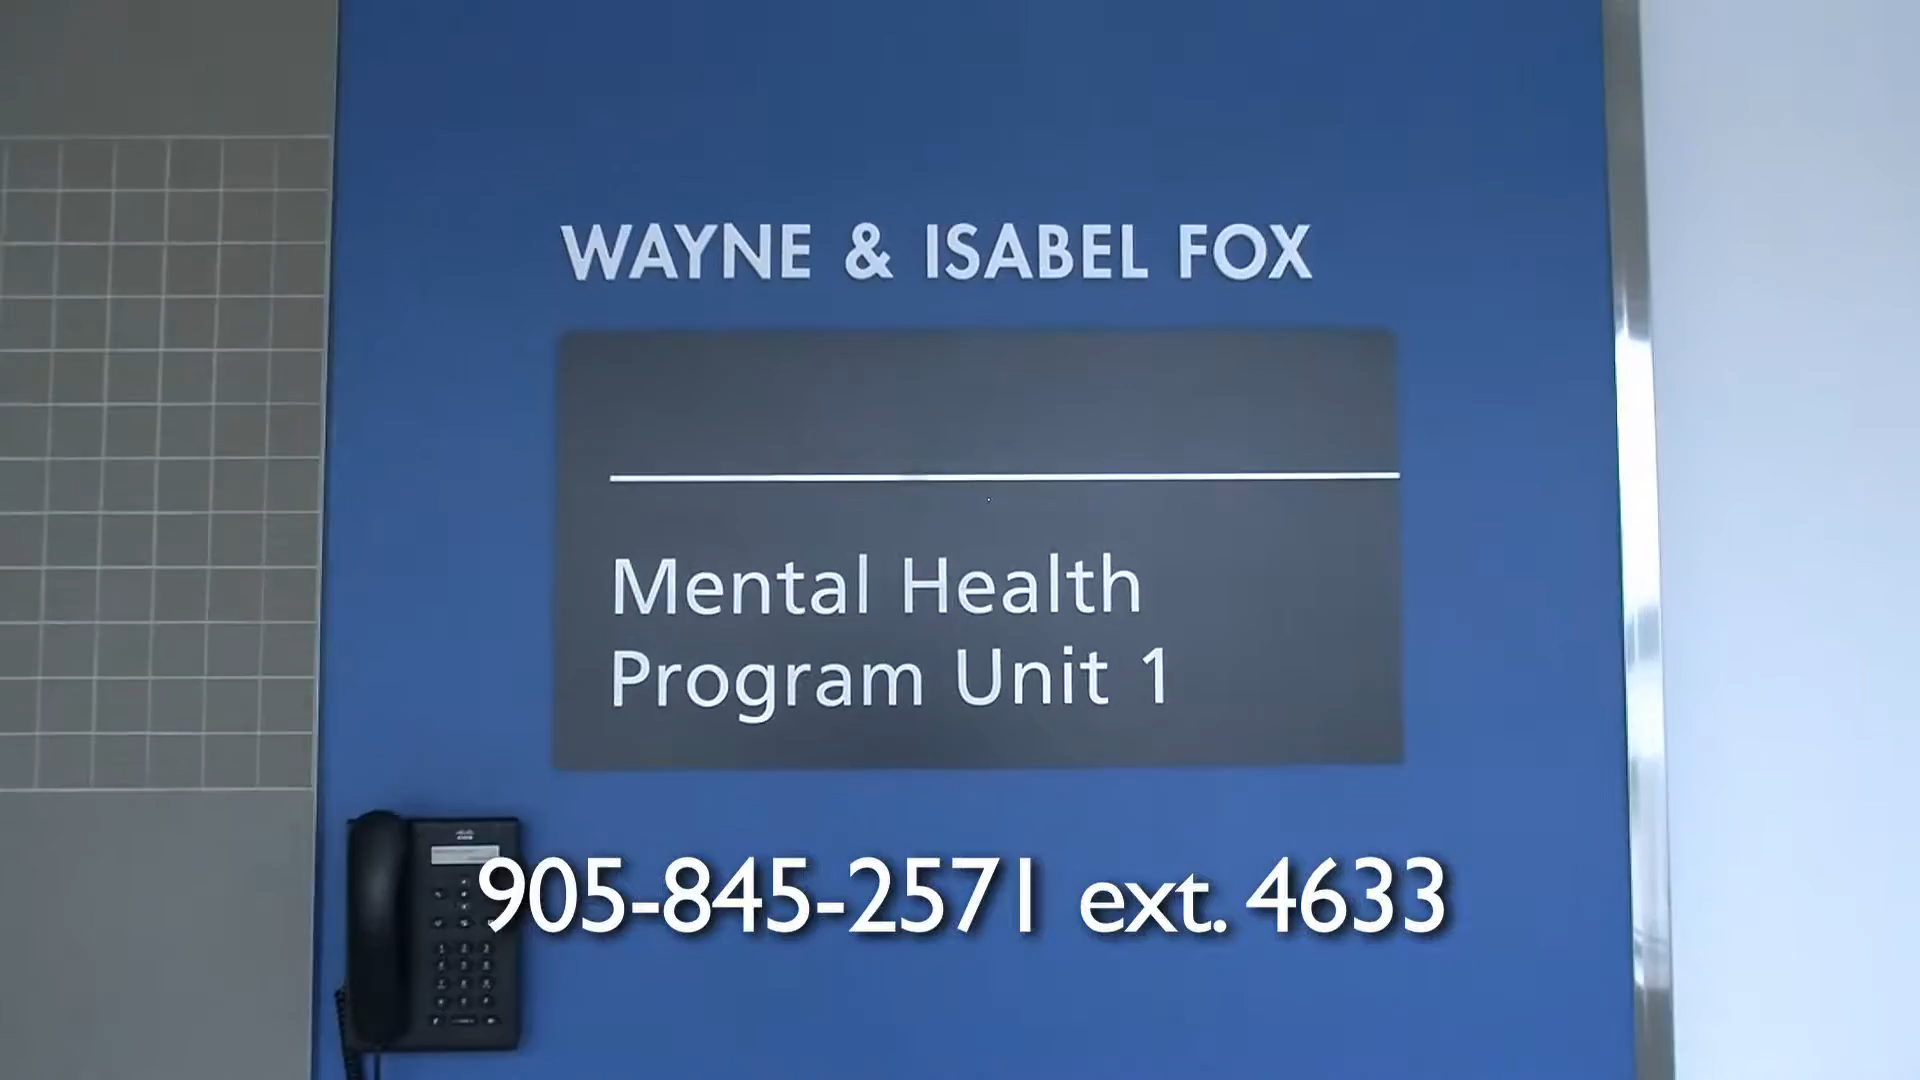 WAYNE & ISABEL FOX
Mental Health
Program Unit 1
905-845-2571 ext. 4633